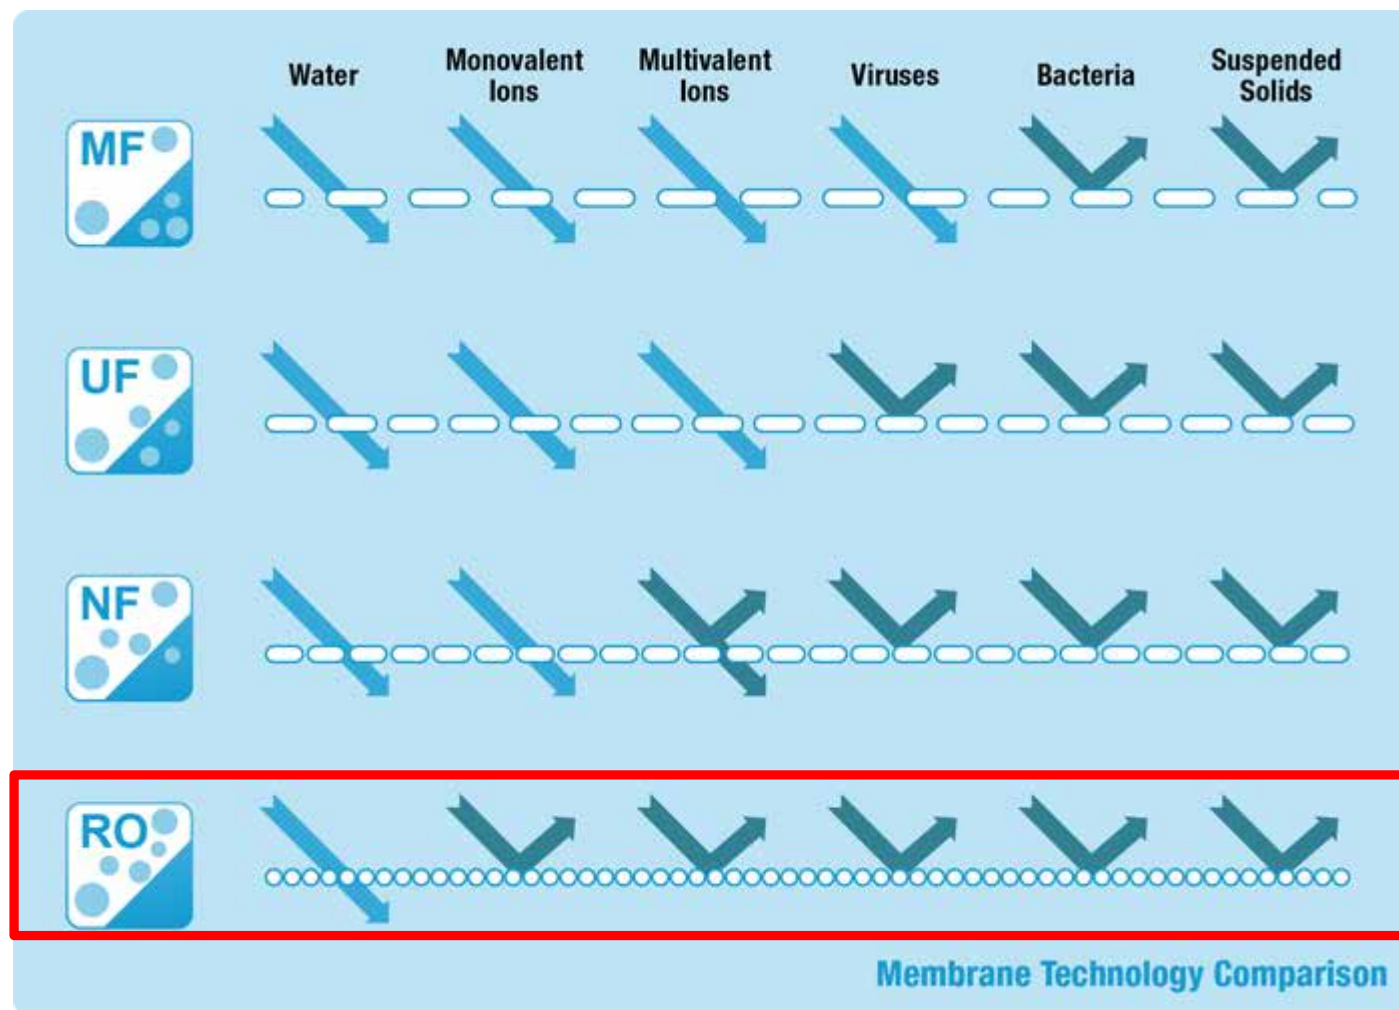 Water
Monovalent
Ions
Multivalent
Ions
Viruses
Bacteria
Suspended
Solids
MF
UF
NF
RO
Membrane Technology Comparison